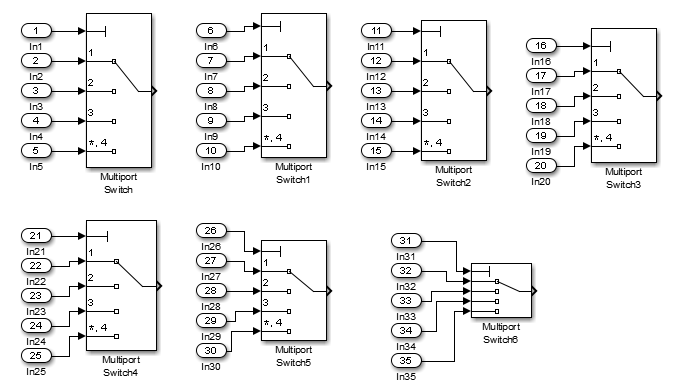 1
In1
2
In2
3
In3
4
In4
5
In5
1
2
3
*, 4
Multiport
Switch
6
In6
7
In7
8
In8
9
In9
10
In10
1
2
3
*, 4
Multiport
Switch1
11
In11
12
In12
13
In13
14
In14
15
In15
1
2
3
*, 4
Multiport
Switch2
16
In16
17
In17
18
In18
19
In19
20
In20
1
2
3
*, 4
Multiport
Switch3
21
In21
22
In22
23
In23
24
In24
25
In25
1
2
3
*, 4
Multiport
Switch4
26
In26
27
In27
28
In28
29
In29
30
In30
1
2
3
*, 4
Multiport
Switch5
31
In31
32
In32
33
In33
34
In34
35
In35
Multiport
Switch6